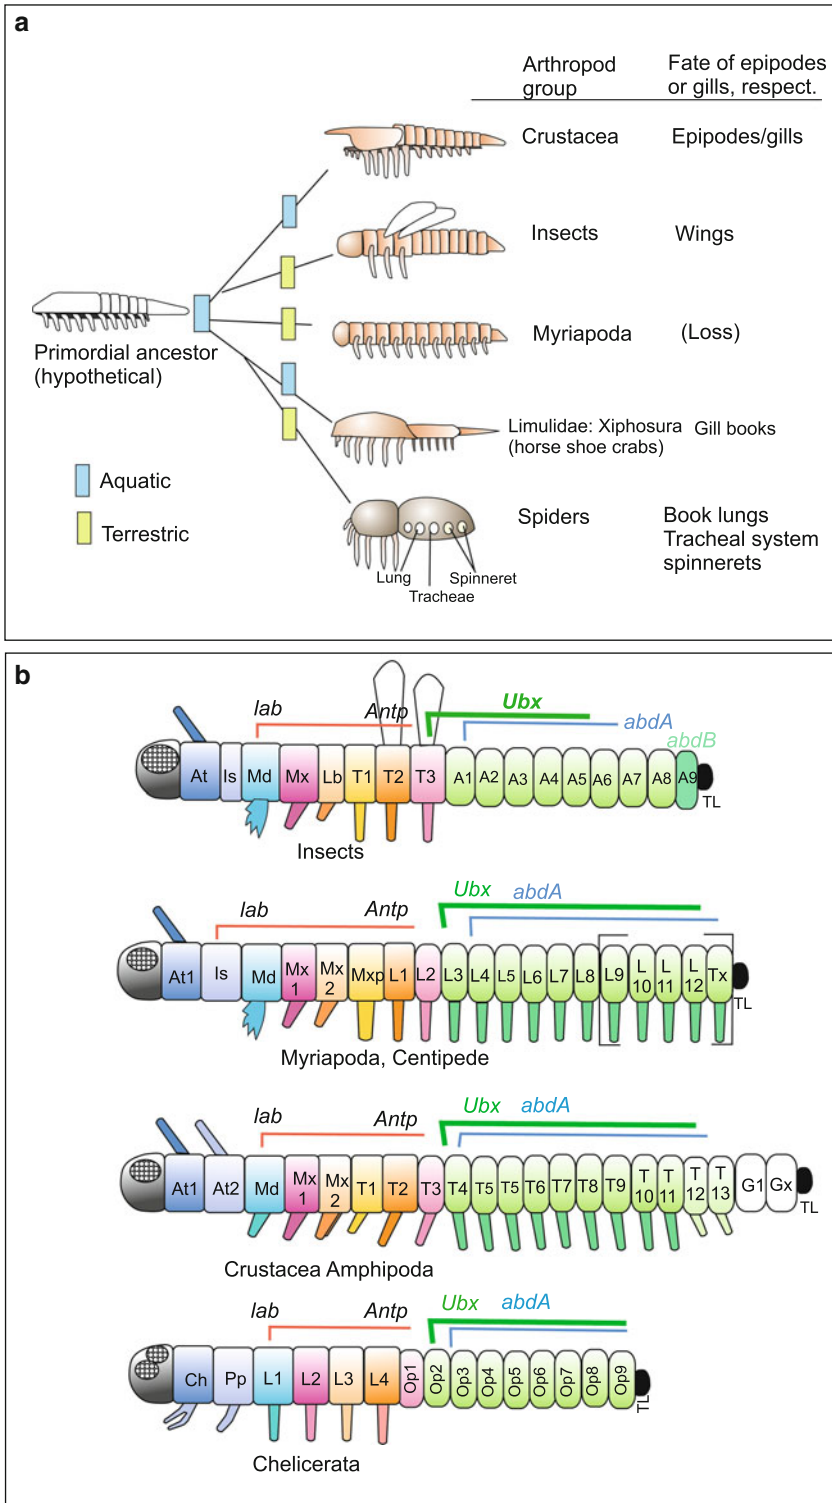 a
Arthropod group
Fate of epipodes or gills, respect.
Crustacea
Epipodes/gills
Insects
Wings
Primordial ancestor
(hypothetical)
Myriapoda
(Loss)
Limulidae: Xiphosura
(horse shoe crabs)
Gill books
Aquatic
Terrestric
Spiders
Book lungs
Tracheal system
spinnerets
Lung
Spinneret
Tracheae
b
lab Antp Ubx abdA abdB
At Is Md Mx Lb T1 T2 T3 A1 A2 A3 A4 A5 A6 A7 A8 A9 TL
Insects
lab Antp Ubx abdA
At1 Is Md Mx 1 Mx 2 Mxp L1 L2 L3 L4 L5 L6 L7 L8 L9 L 10 L 11 L 12 Tx TL
Myriapoda, Centipede
lab Antp Ubx abdA
At1 At2 Md Mx 1 Mx 2 T1 T2 T3 T4 T5 T5 T6 T7 T8 T9 T 10 T 11 T 12 T 13 G1 Gx TL
Crustacea Amphipoda
lab Antp Ubx abdA
Ch Pp L1 L2 L3 L4 Op1 Op2 Op3 Op4 Op5 Op6 Op7 Op8 Op9 TL
Chelicerata